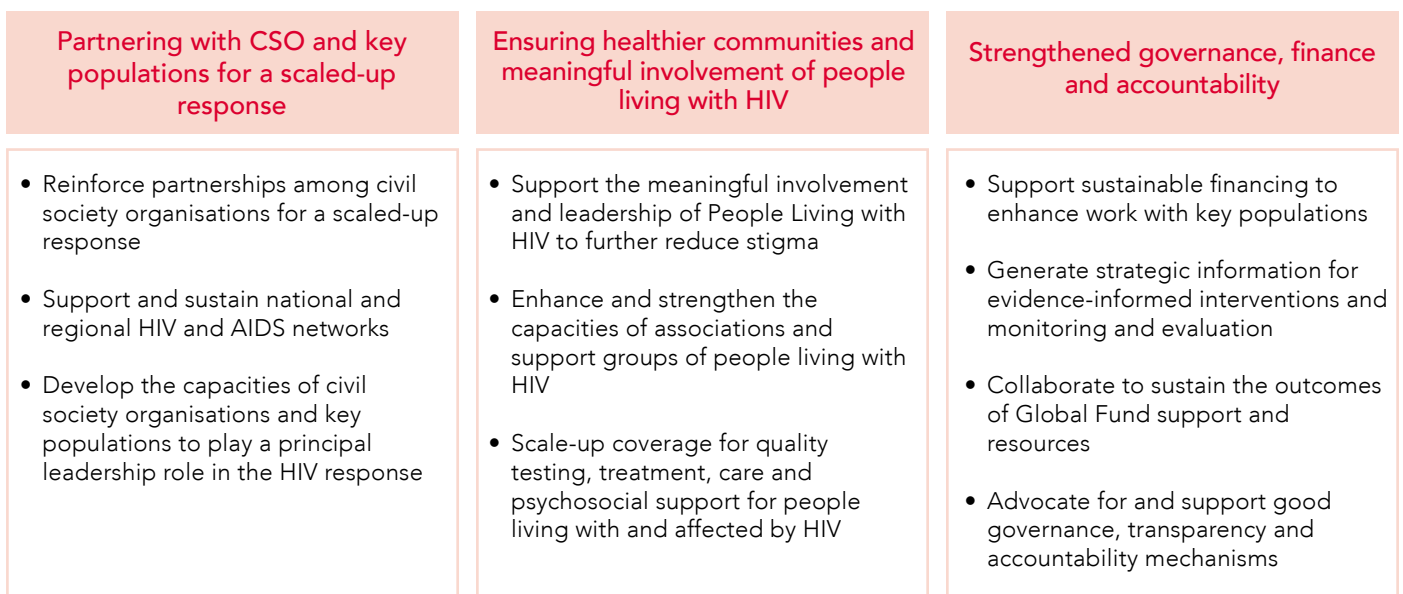 Partnering with CSO and key
populations for a scaled-up
response
• Reinforce partnerships among civil
society organisations for a scaled-up
response
• Support and sustain national and
regional HIV and AIDS networks
• Develop the capacities of civil
society organisations and key
populations to play a principal
leadership role in the HIV response
Ensuring healthier communities and
meaningful involvement of people
living with HIV
• Support the meaningful involvement
and leadership of People Living with
HIV to further reduce stigma
• Enhance and strengthen the
capacities of associations and
support groups of people living with
HIV
• Scale-up coverage for quality
testing, treatment, care and
psychosocial support for people
living with and affected by HIV
Strengthened governance, finance
and accountability
• Support sustainable financing to
enhance work with key populations
• Generate strategic information for
evidence-informed interventions and
monitoring and evaluation
• Collaborate to sustain the outcomes
of Global Fund support and
resources
• Advocate for and support good
governance, transparency and
accountability mechanisms